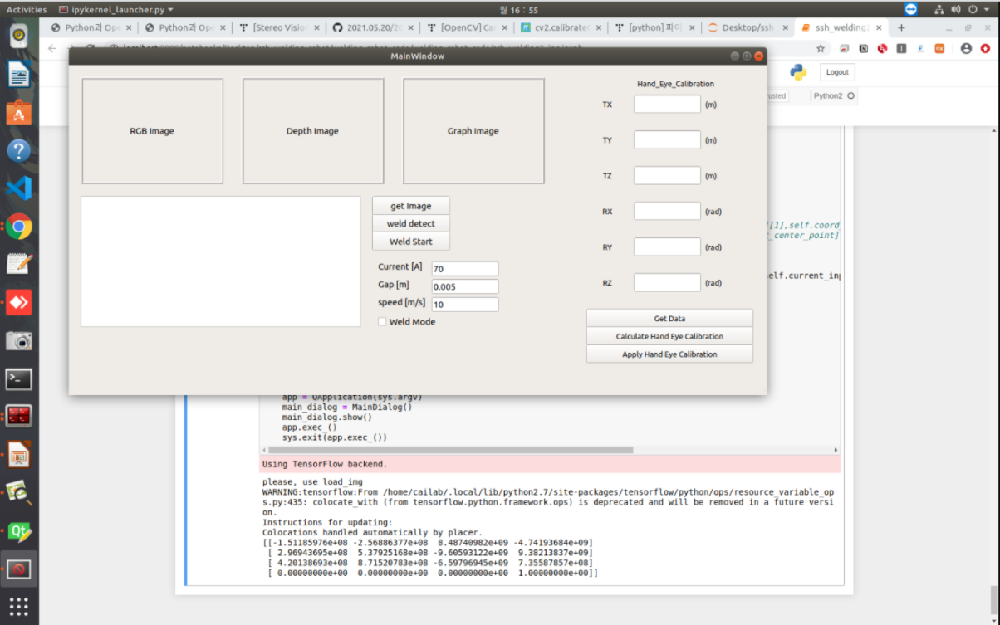 Activities ipykernel_launcher.py 월 16 : 55
Python과 Op Python과 Ope [Stereo Vision 2021.05.20/2 [OpenCV] Ca cv2.calibrate [python] 파이 Desktop/ssh_ ssh_welding2
MainWindow
Logout
Python2
RGB Image
Depth Image
Graph Image
get Image
weld detect
Weld Start
Current [A] 70
Gap [m] 0.005
speed [m/s] 10
Weld Mode
Hand_Eye_Calibration
TX (m)
TY (m)
TZ (m)
RX (rad)
RY (rad)
RZ (rad)
Get Data
Calculate Hand Eye Calibration
Apply Hand Eye Calibration
[1],self.coord
_center_point]
self.current_in
app = QApplication(sys.argv)
main_dialog = MainDialog()
main_dialog.show()
app.exec_()
sys.exit(app.exec_())
Using TensorFlow backend.
please, use load_img
WARNING:tensorflow:From /home/cailab/.local/lib/python2.7/site-packages/tensorflow/python/ops/resource_variable_op
s.py:435: colocate_with (from tensorflow.python.framework.ops) is deprecated and will be removed in a future versi
on.
Instructions for updating:
Colocations handled automatically by placer.
[[-1.51185976e+08 -2.56886377e+08 8.48740982e+09 -4.74193684e+09]
[ 2.96943695e+08 5.37925168e+08 -9.60593122e+09 9.38213837e+09]
[ 4.20138693e+08 8.71520783e+08 -6.59796945e+09 7.35587857e+08]
[ 0.00000000e+00 0.00000000e+00 0.00000000e+00 1.00000000e+00]]